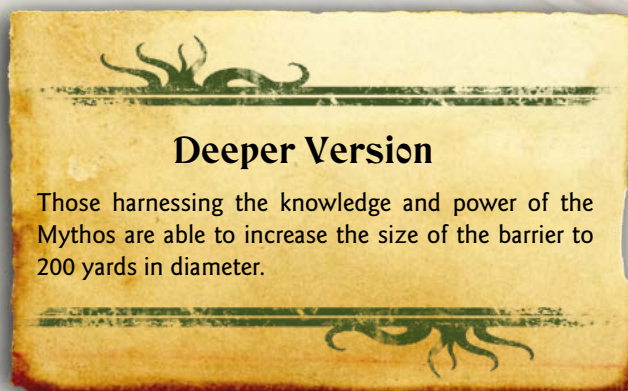 Deeper Version
Those harnessing the knowledge and power of the
Mythos are able to increase the size of the barrier to
200 yards in diameter.